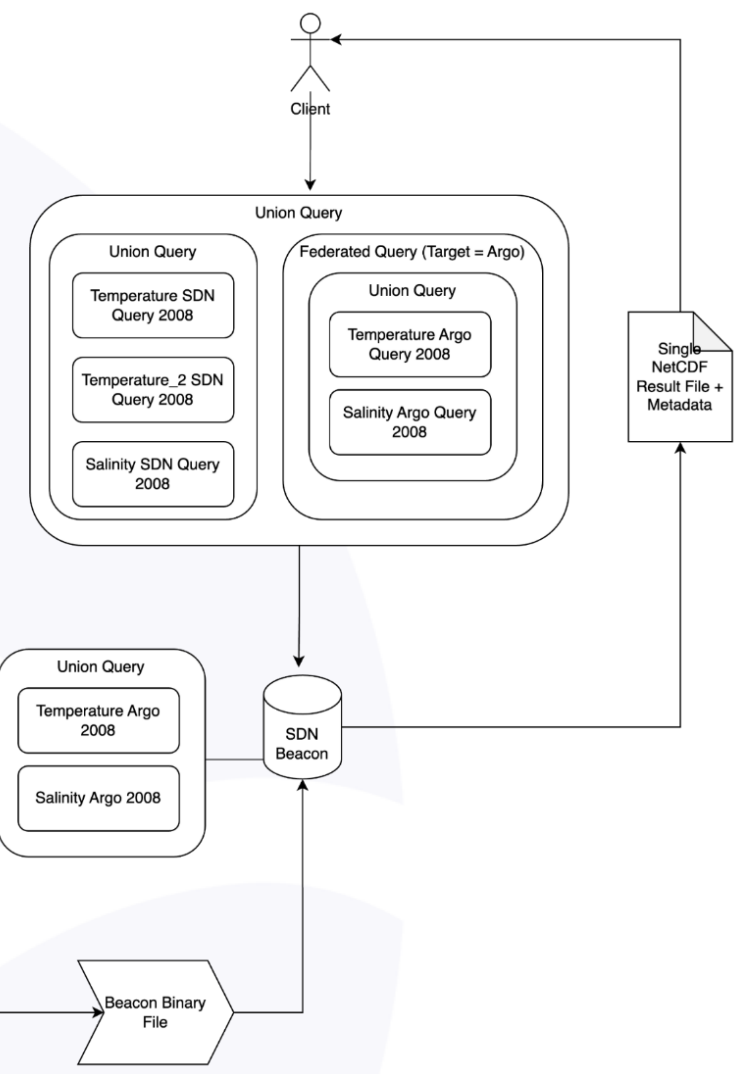 Client
Union Query
Union Query
Temperature SDN
Query 2008
Temperature_2 SDN
Query 2008
Salinity SDN Query
2008
Federated Query (Target = Argo)
Union Query
Temperature Argo
Query 2008
Salinity Argo Query
2008
Single
NetCDF
Result File +
Metadata
Union Query
Temperature Argo
2008
Salinity Argo 2008
SDN
Beacon
Beacon Binary
File